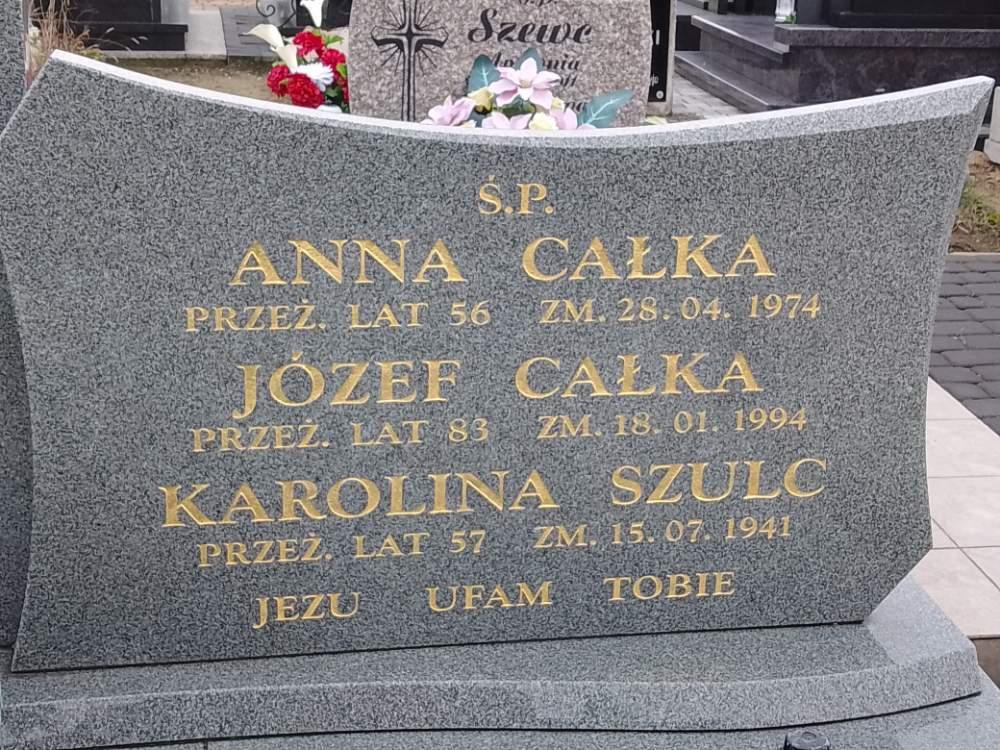 Szewc
Ś.P.
ANNA CAŁKA
PRZEŻ. LAT 56 ZM. 28.04.1974
JÓZEF CAŁKA
PRZEŻ. LAT 83 ZM. 18.01.1994
KAROLINA SZULC
PRZEŻ. LAT 57 ZM. 15.07.1941
JEZU UFAM TOBIE